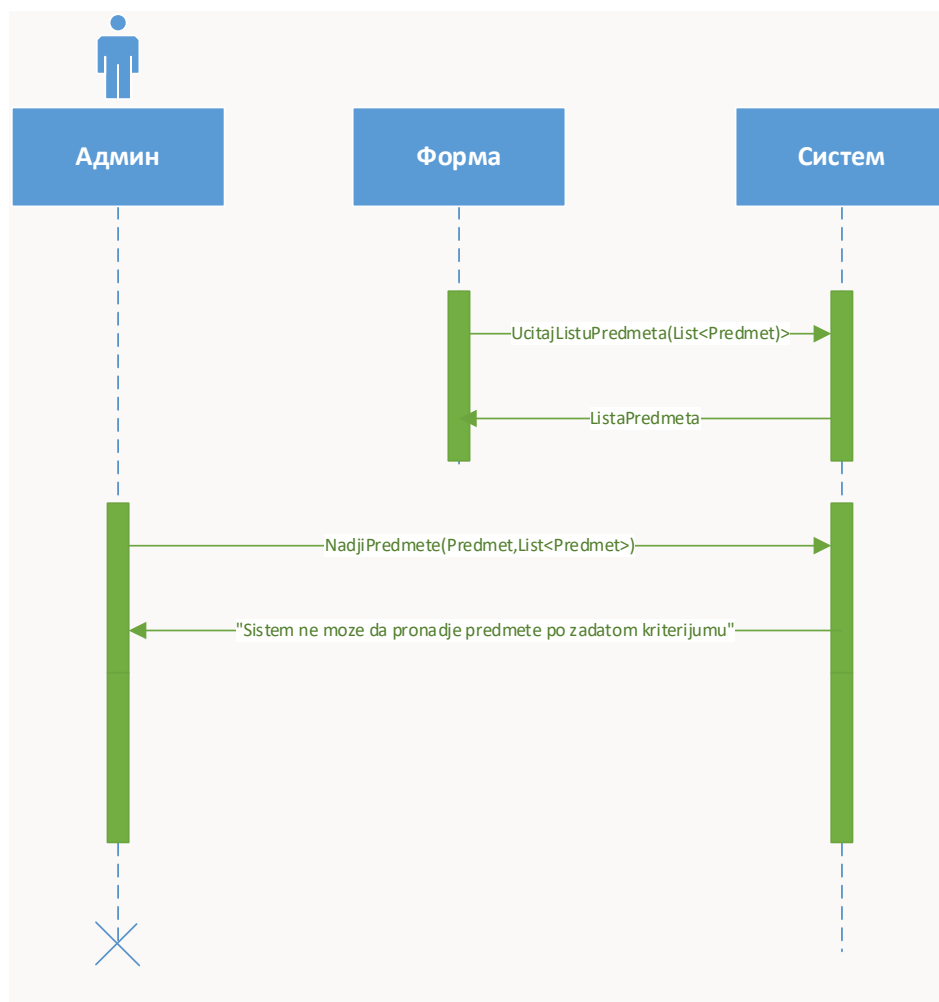 Админ
Форма
Систем
UcitajListuPredmeta(List<Predmet)>
ListaPredmeta
NadjiPredmete(Predmet,List<Predmet>)
"Sistem ne moze da pronadje predmete po zadatom kriterijumu"